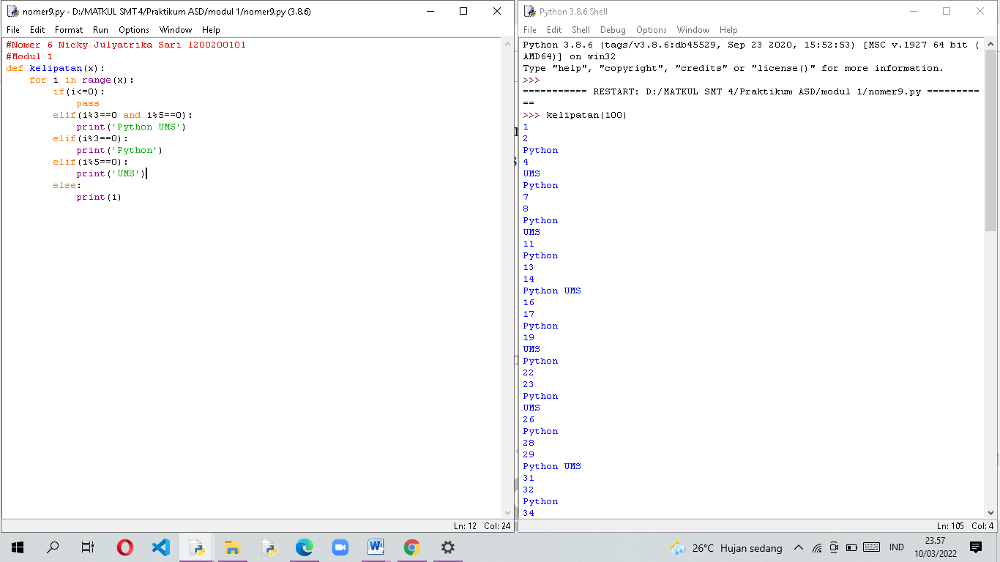 nomer9.py - D:/MATKUL SMT 4/Praktikum ASD/modul 1/nomer9.py (3.8.6)
File Edit Format Run Options Window Help
#Nomer 6 Nicky Julyatrika Sari l200200101
#Modul 1
def kelipatan(x):
    for i in range(x):
        if(i<=0):
            pass
        elif(i%3==0 and i%5==0):
            print('Python UMS')
        elif(i%3==0):
            print('Python')
        elif(i%5==0):
            print('UMS')
        else:
            print(i)
Ln: 12 Col: 24
Python 3.8.6 Shell
File Edit Shell Debug Options Window Help
Python 3.8.6 (tags/v3.8.6:db45529, Sep 23 2020, 15:52:53) [MSC v.1927 64 bit (
AMD64)] on win32
Type "help", "copyright", "credits" or "license()" for more information.
>>>
=========== RESTART: D:/MATKUL SMT 4/Praktikum ASD/modul 1/nomer9.py =========
==
>>> kelipatan(100)
1
2
Python
4
UMS
Python
7
8
Python
UMS
11
Python
13
14
Python UMS
16
17
Python
19
UMS
Python
22
23
Python
UMS
26
Python
28
29
Python UMS
31
32
Python
34
Ln: 105 Col: 4
26°C Hujan sedang
IND
23.57
10/03/2022